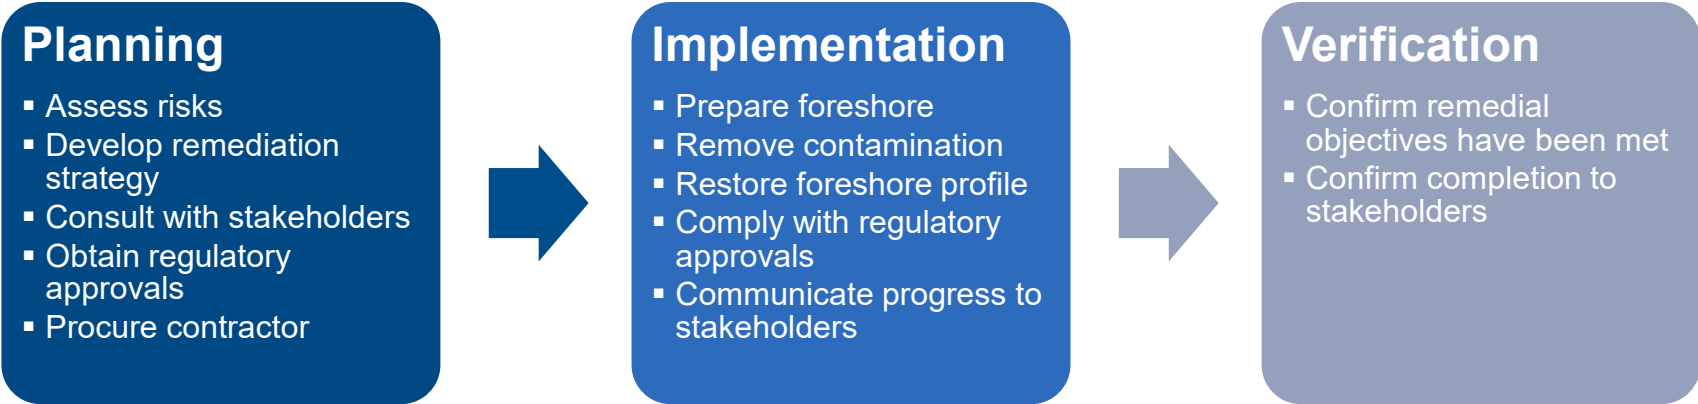 Planning
▪ Assess risks
▪ Develop remediation
strategy
▪ Consult with stakeholders
▪ Obtain regulatory
approvals
▪ Procure contractor
Implementation
▪ Prepare foreshore
▪ Remove contamination
▪ Restore foreshore profile
▪ Comply with regulatory
approvals
▪ Communicate progress to
stakeholders
Verification
▪ Confirm remedial
objectives have been met
▪ Confirm completion to
stakeholders